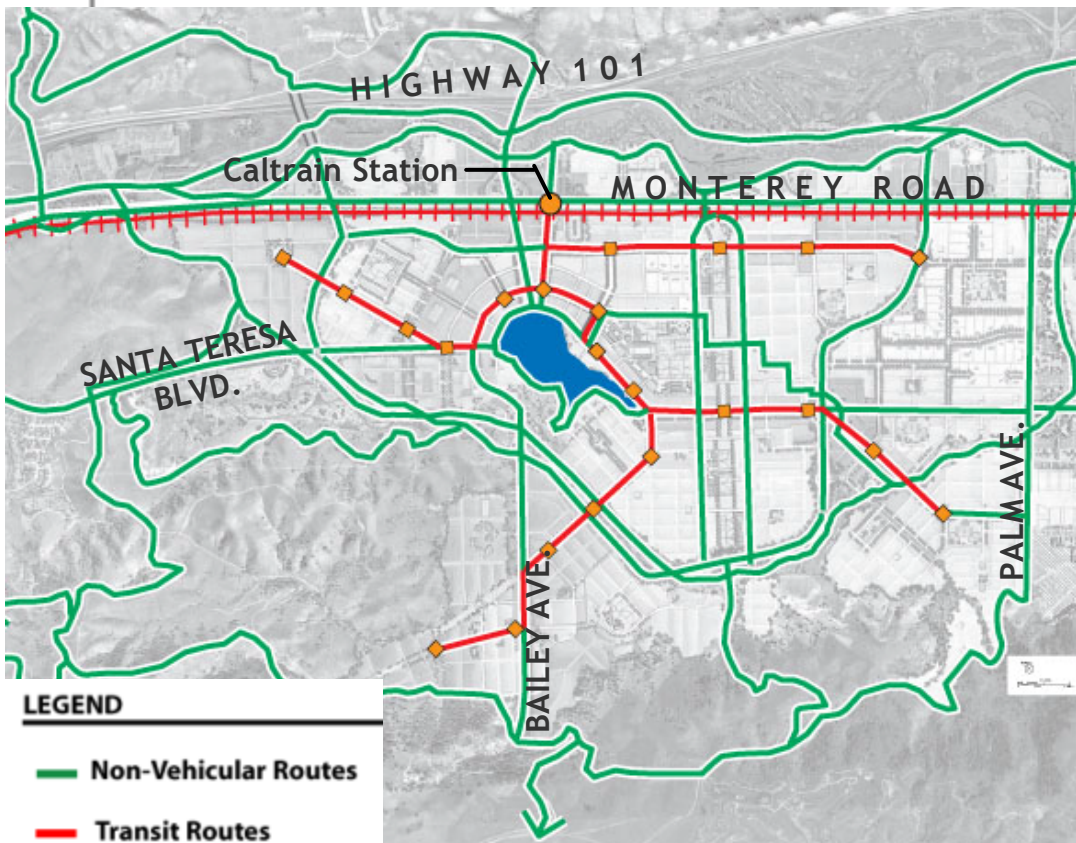 HIGHWAY 101
Caltrain Station
MONTEREY ROAD
SANTA TERESA
BLVD.
PALM AVE.
BAILEY AVE.
LEGEND
Non-Vehicular Routes
Transit Routes